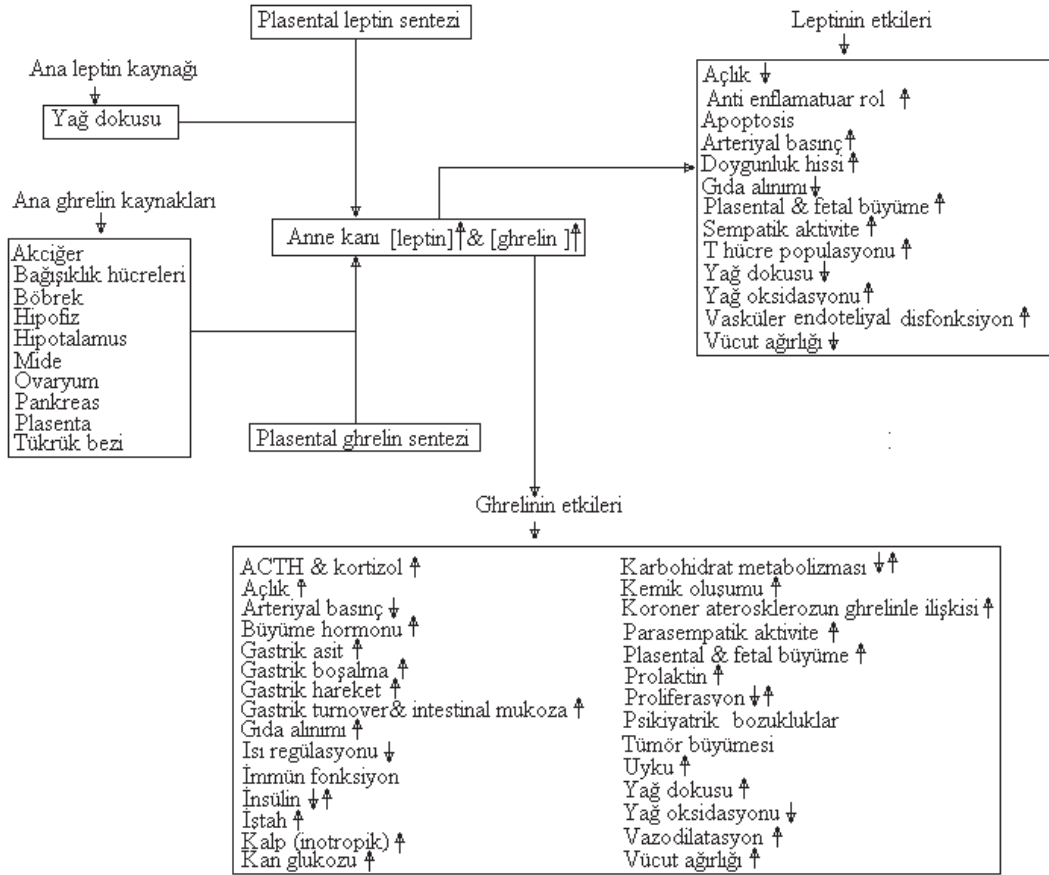 Plasental leptin sentezi
Leptinin etkileri
Ana leptin kaynağı
Yağ dokusu
Açlık ↓
Anti enflamatuar rol ↑
Apoptosis
Arteriyal basınç ↑
Doygunluk hissi ↑
Gıda alınımı ↓
Plasental & fetal büyüme ↑
Sempatik aktivite ↑
T hücre populasyonu ↑
Yağ dokusu ↓
Yağ oksidasyonu ↑
Vasküler endoteliyal disfonksiyon ↑
Vücut ağırlığı ↓
Ana ghrelin kaynakları
Akciğer
Bağışıklık hücreleri
Böbrek
Hipofiz
Hipotalamus
Mide
Ovaryum
Pankreas
Plasenta
Tükrük bezi
Anne kanı [leptin]↑ & [ghrelin ]↑
Plasental ghrelin sentezi
:
Ghrelinin etkileri
ACTH & kortizol ↑
Açlık ↑
Arteriyal basınç ↓
Büyüme hormonu ↑
Gastrik asit ↑
Gastrik boşalma ↑
Gastrik hareket ↑
Gastrik turnover& intestinal mukoza ↑
Gıda alınımı ↑
Isı regülasyonu ↓
İmmün fonksiyon
İnsülin ↓↑
İştah ↑
Kalp (inotropik) ↑
Kan glukozu ↑
Karbohidrat metabolizması ↓↑
Kemik oluşumu ↑
Koroner aterosklerozun ghrelinle ilişkisi ↑
Parasempatik aktivite ↑
Plasental & fetal büyüme ↑
Prolaktin ↑
Proliferasyon ↓↑
Psikiyatrik bozukluklar
Tümör büyümesi
Uyku ↑
Yağ dokusu ↑
Yağ oksidasyonu ↓
Vazodilatasyon ↑
Vücut ağırlığı ↑